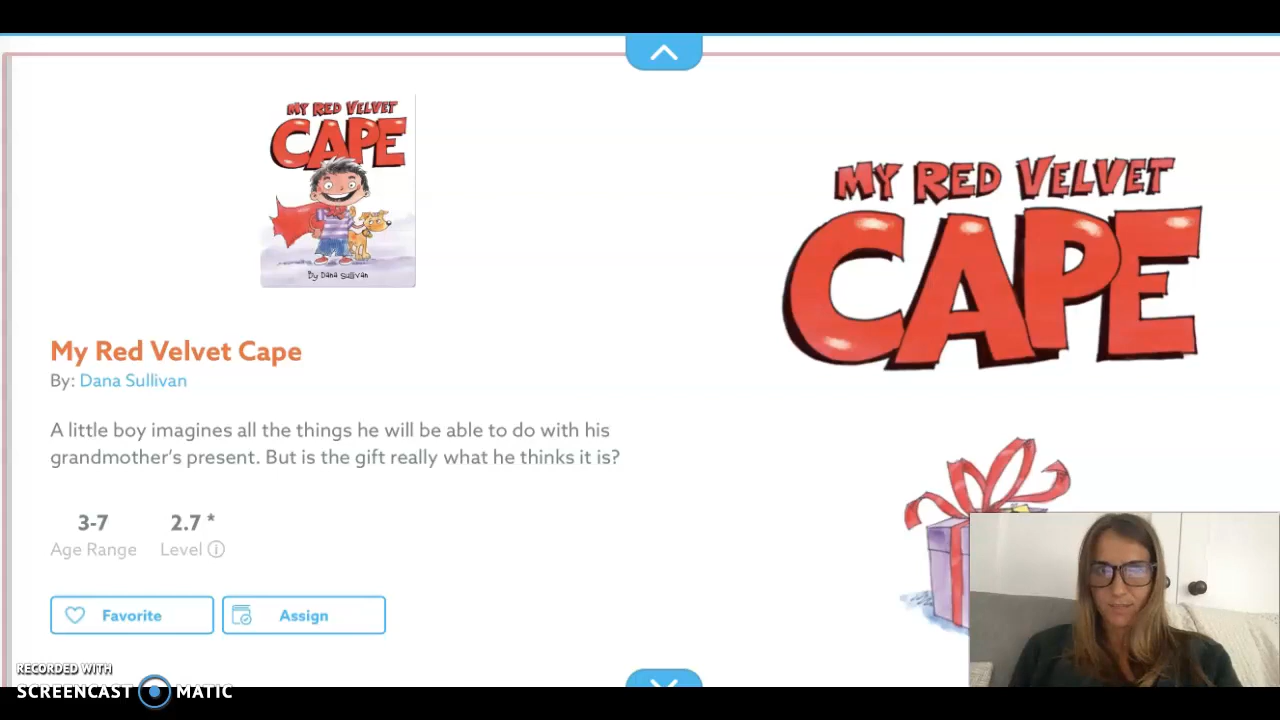 MY RED VELVET
CAPE
By Dana Sullivan
MY RED VELVET
CAPE
My Red Velvet Cape
By: Dana Sullivan
A little boy imagines all the things he will be able to do with his
grandmother's present. But is the gift really what he thinks it is?
3-7
Age Range
2.7 *
Level
Favorite
Assign
RECORDED WITH
SCREENCAST MATIC